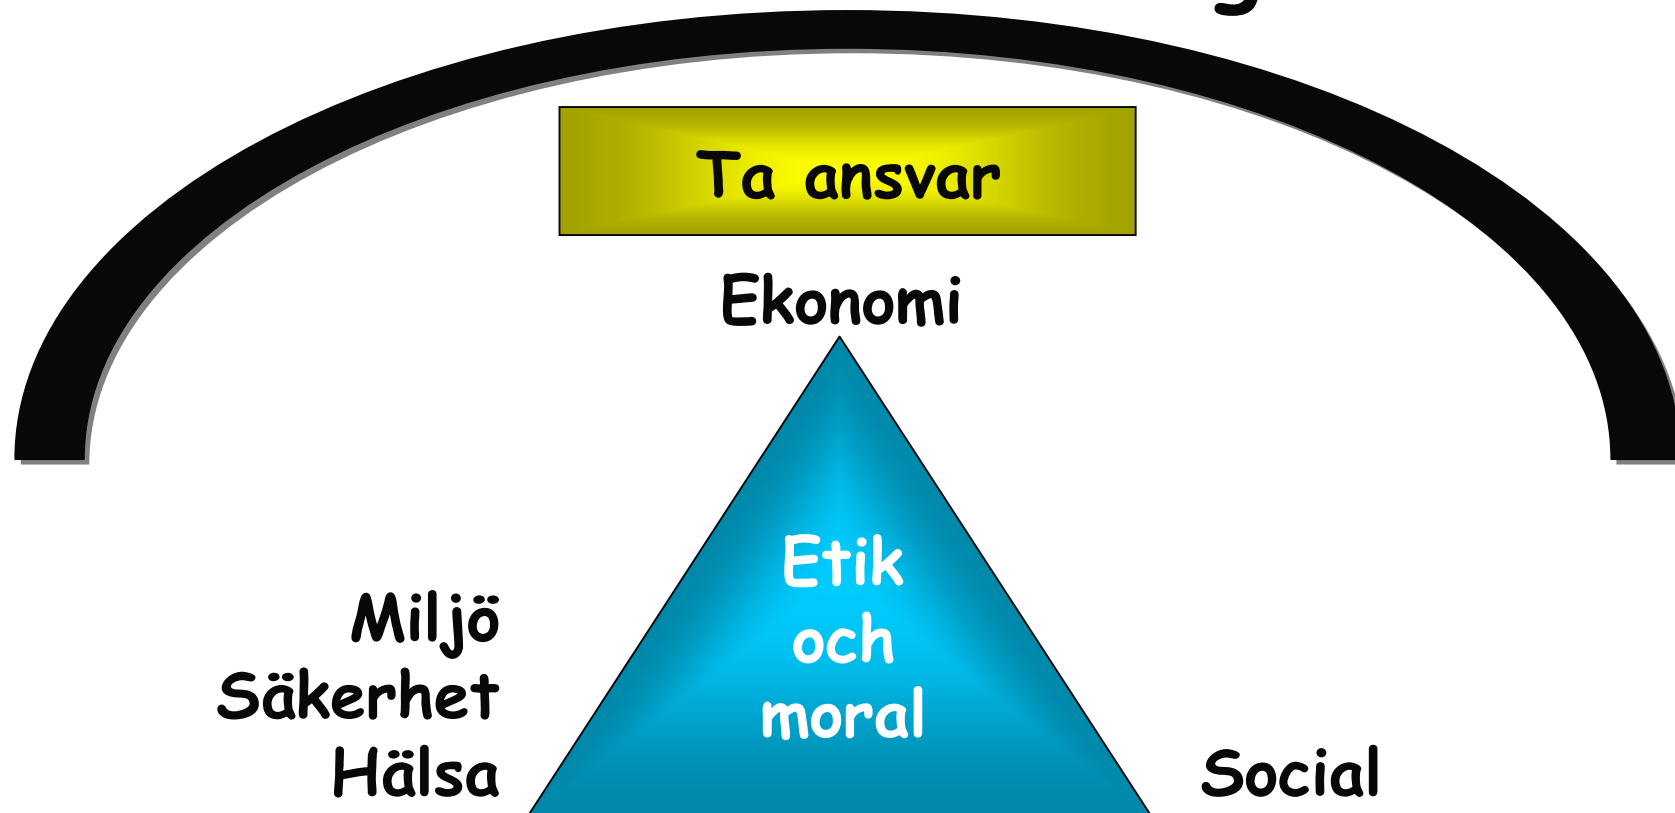 Ta ansvar
Ekonomi
Etik
och
moral
Miljö
Säkerhet
Hälsa
Social